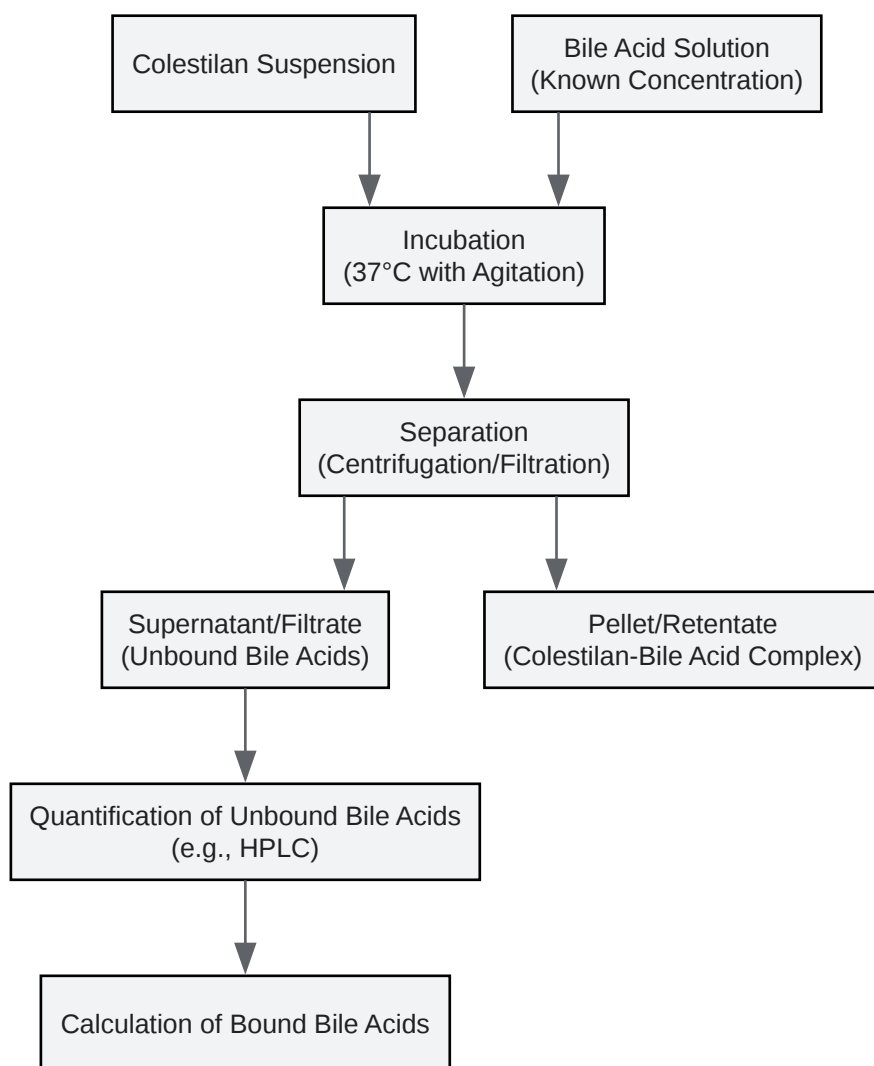 Colestilan Suspension
Bile Acid Solution
(Known Concentration)
Incubation
(37°C with Agitation)
Separation
(Centrifugation/Filtration)
Supernatant/Filtrate
(Unbound Bile Acids)
Pellet/Retentate
(Colestilan-Bile Acid Complex)
Quantification of Unbound Bile Acids
(e.g., HPLC)
Calculation of Bound Bile Acids